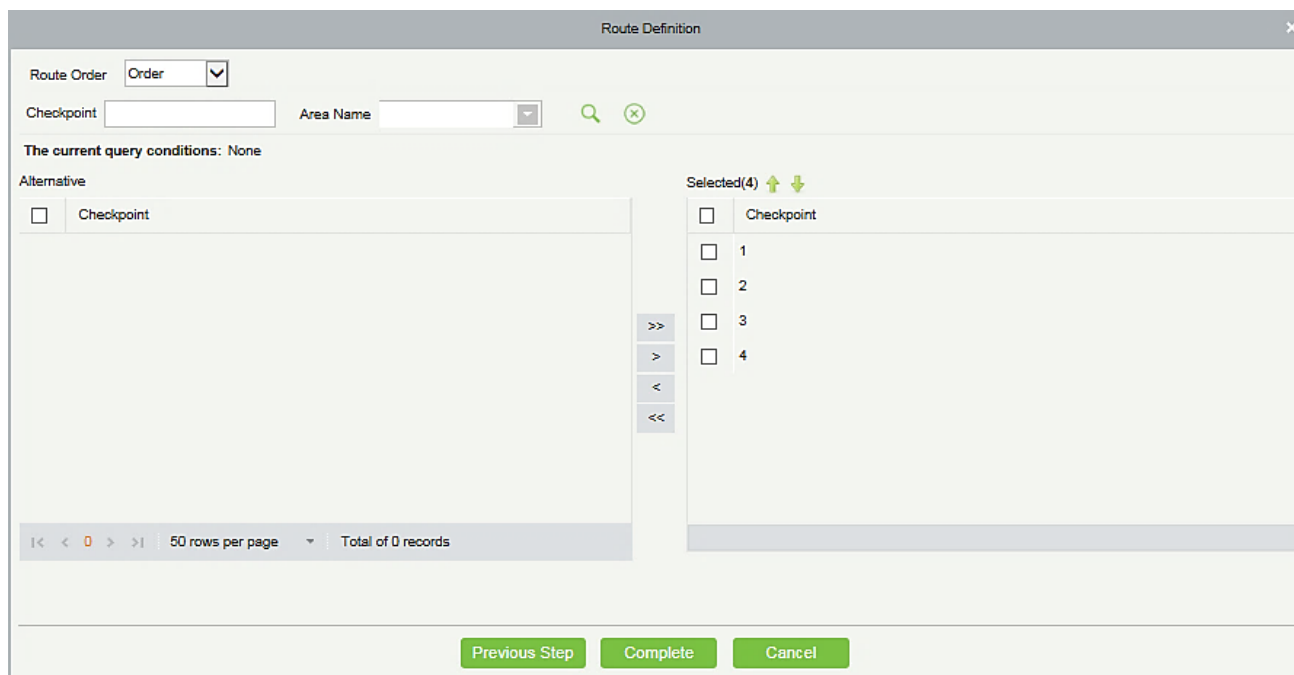 Route Definition
Route Order Order
Checkpoint Area Name
The current query conditions: None
Alternative
Selected(4)
Checkpoint
Checkpoint
1
2
3
4
>>
>
<
<<
|< < 0 > >| 50 rows per page Total of 0 records
Previous Step Complete Cancel